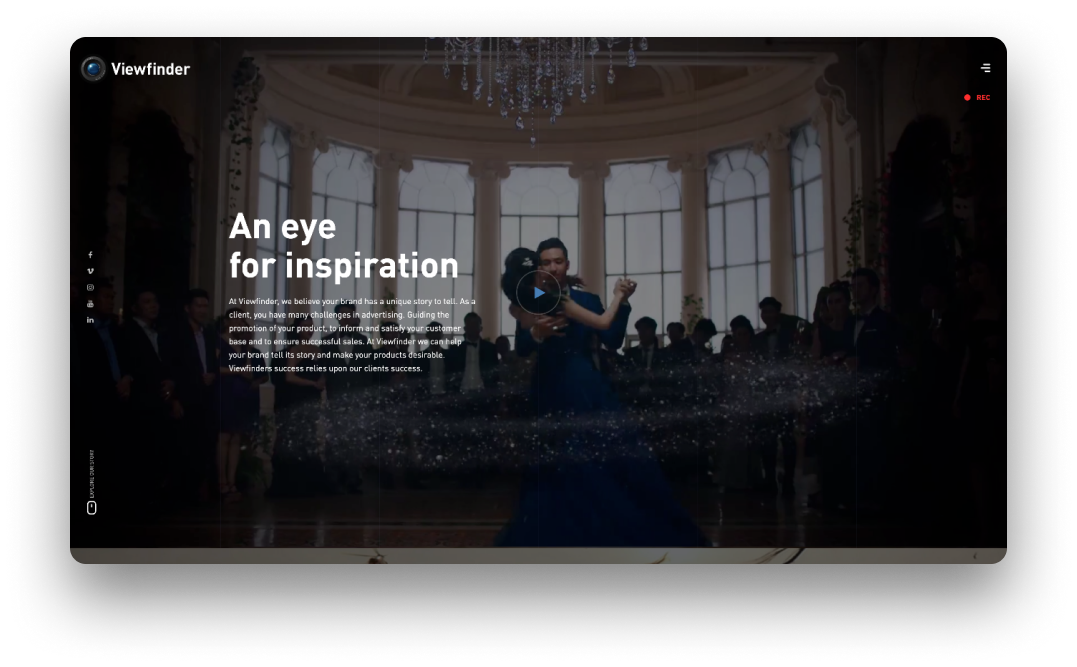 Viewfinder
REC
An eye
for inspiration
At Viewfinder, we believe your brand has a unique story to tell. As a
client, you have many challenges in advertising. Guiding the
promotion of your product, to inform and satisfy your customer
base and to ensure successful sales. At Viewfinder we can help
your brand tell its story and make your products desirable.
Viewfinders success relies upon our clients success.
EXPLORE OUR STORY